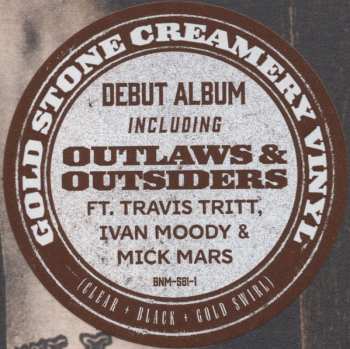 GOLD STONE CREAMERY VINYL
DEBUT ALBUM
INCLUDING
OUTLAWS &
OUTSIDERS
FT. TRAVIS TRITT,
IVAN MOODY &
MICK MARS
BNM-581-1
(CLEAR + BLACK + GOLD SWIRL)